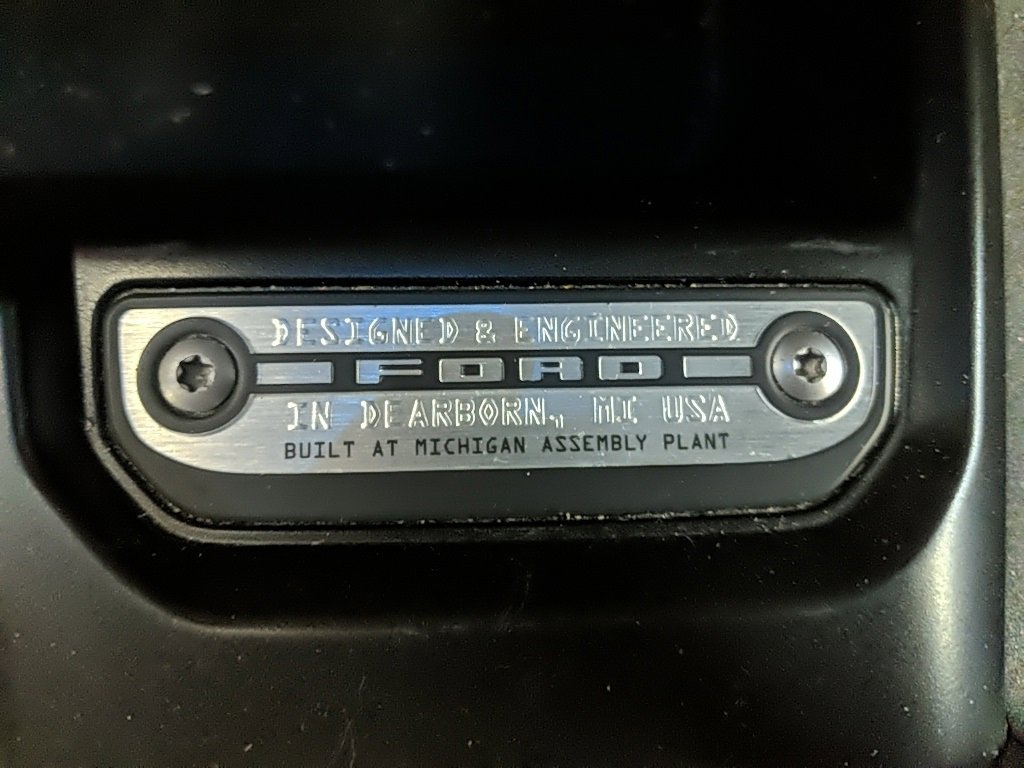 DESIGNED & ENGINEERED
FORD
IN DEARBORN, MI USA
BUILT AT MICHIGAN ASSEMBLY PLANT